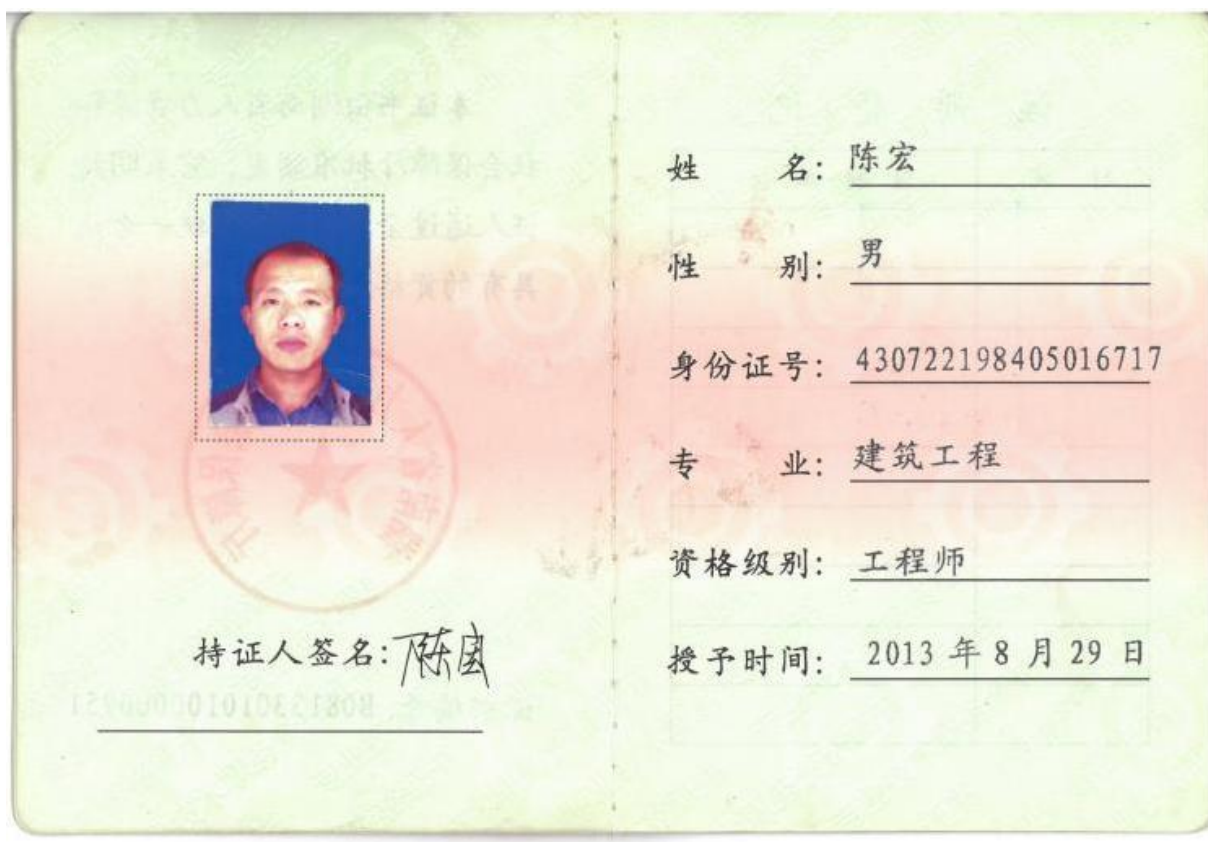 持证人签名:陈宏
姓 名: 陈宏
性 别: 男
身份证号: 430722198405016717
专 业: 建筑工程
资格级别: 工程师
授予时间: 2013 年 8 月 29 日